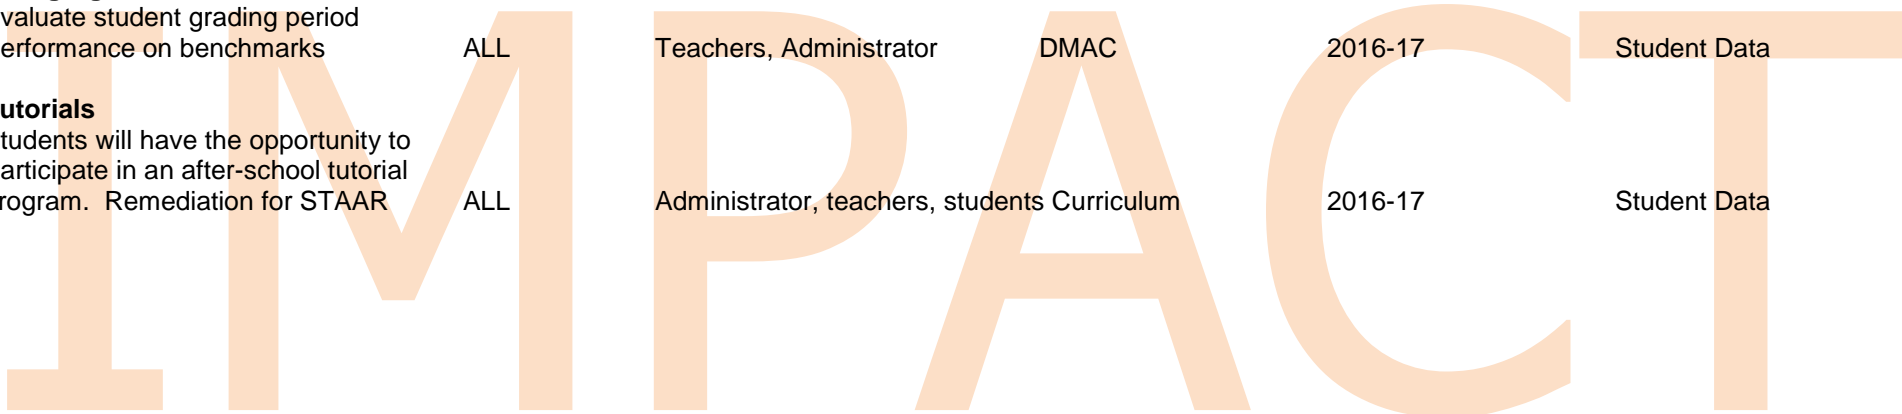 valuate student grading period
erformance on benchmarks ALL Teachers, Administrator DMAC 2016-17 Student Data
utorials
tudents will have the opportunity to
articipate in an after-school tutorial
rogram. Remediation for STAAR ALL Administrator, teachers, students Curriculum 2016-17 Student Data
IMPACT